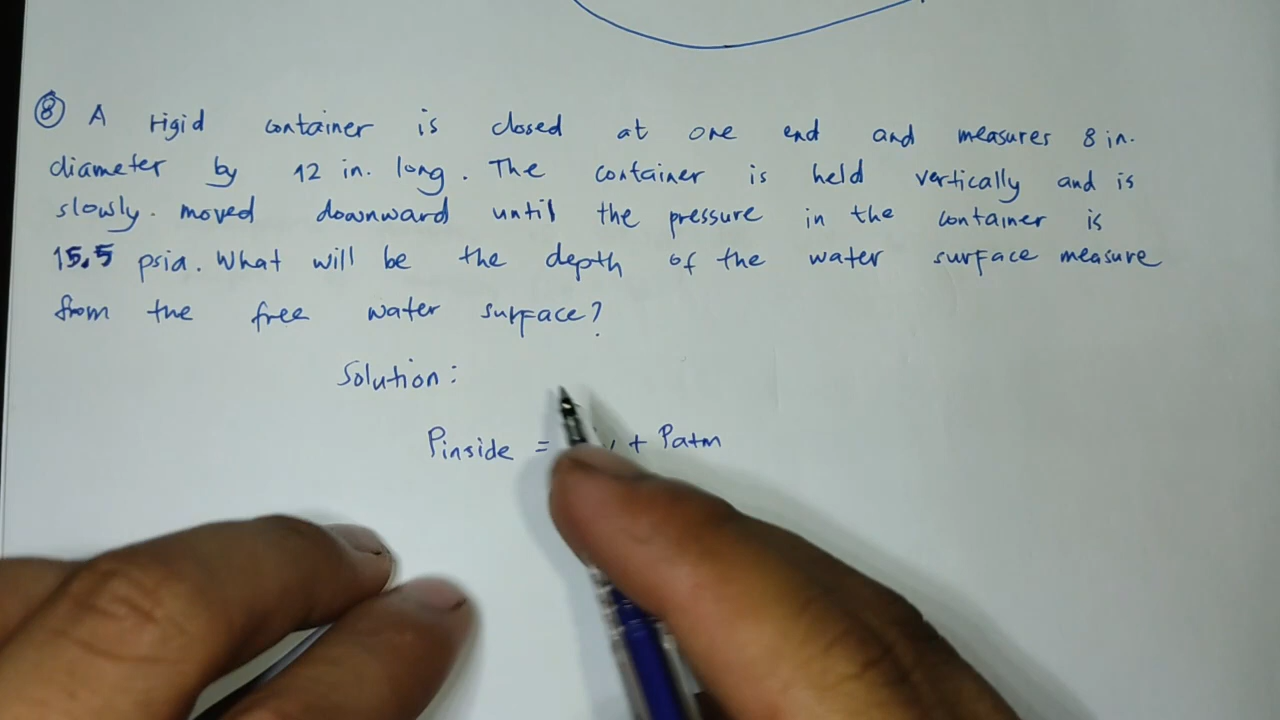 ⑧ A rigid container is closed at one end and measures 8 in.
diameter by 12 in. long. The container is held vertically and is
slowly. moved downward until the pressure in the container is
15.5 psia. What will be the depth of the water surface measure
from the free water surface?
Solution:
Pinside = + Patm